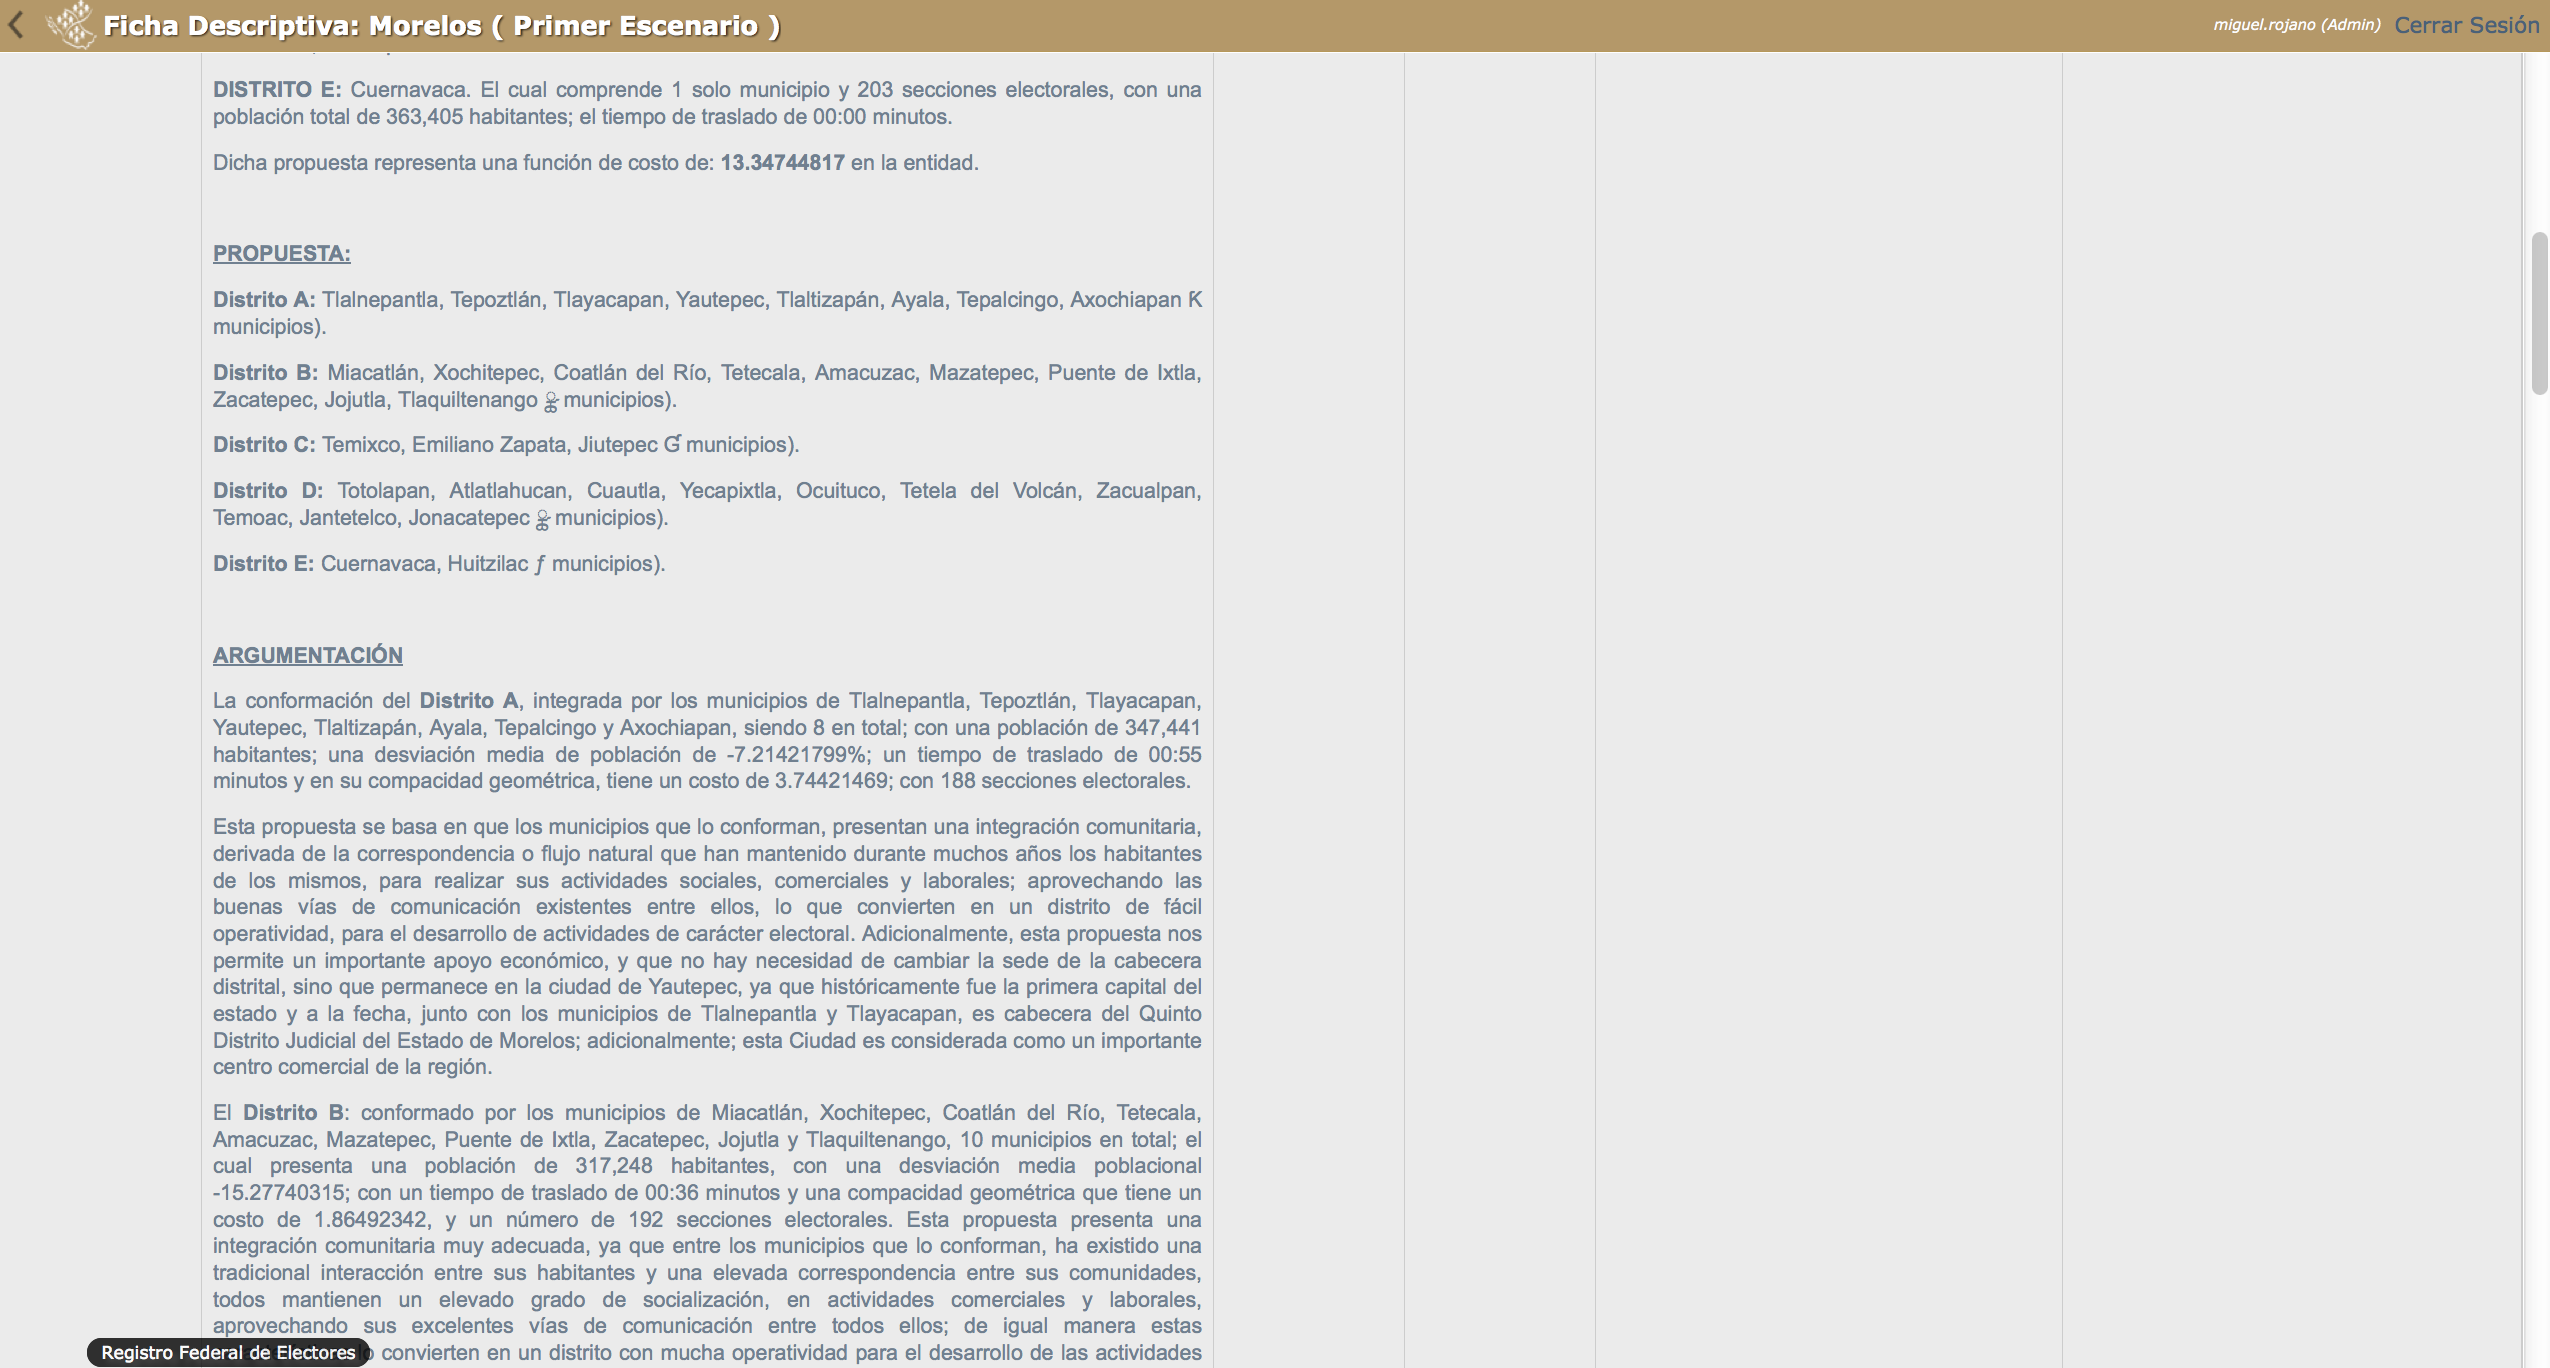 Ficha Descriptiva: Morelos ( Primer Escenario )
miguel.rojano (Admin) Cerrar Sesión
DISTRITO E: Cuernavaca. El cual comprende 1 solo municipio y 203 secciones electorales, con una
población total de 363,405 habitantes; el tiempo de traslado de 00:00 minutos.
Dicha propuesta representa una función de costo de: 13.34744817 en la entidad.
PROPUESTA:
Distrito A: Tlalnepantla, Tepoztlán, Tlayacapan, Yautepec, Tlaltizapán, Ayala, Tepalcingo, Axochiapan Ƙ
municipios).
Distrito B: Miacatlán, Xochitepec, Coatlán del Río, Tetecala, Amacuzac, Mazatepec, Puente de Ixtla,
Zacatepec, Jojutla, Tlaquiltenango municipios).
Distrito C: Temixco, Emiliano Zapata, Jiutepec Ɠ municipios).
Distrito D: Totolapan, Atlatlahucan, Cuautla, Yecapixtla, Ocuituco, Tetela del Volcán, Zacualpan,
Temoac, Jantetelco, Jonacatepec municipios).
Distrito E: Cuernavaca, Huitzilac ƒ municipios).
ARGUMENTACIÓN
La conformación del Distrito A, integrada por los municipios de Tlalnepantla, Tepoztlán, Tlayacapan,
Yautepec, Tlaltizapán, Ayala, Tepalcingo y Axochiapan, siendo 8 en total; con una población de 347,441
habitantes; una desviación media de población de -7.21421799%; un tiempo de traslado de 00:55
minutos y en su compacidad geométrica, tiene un costo de 3.74421469; con 188 secciones electorales.
Esta propuesta se basa en que los municipios que lo conforman, presentan una integración comunitaria,
derivada de la correspondencia o flujo natural que han mantenido durante muchos años los habitantes
de los mismos, para realizar sus actividades sociales, comerciales y laborales; aprovechando las
buenas vías de comunicación existentes entre ellos, lo que convierten en un distrito de fácil
operatividad, para el desarrollo de actividades de carácter electoral. Adicionalmente, esta propuesta nos
permite un importante apoyo económico, y que no hay necesidad de cambiar la sede de la cabecera
distrital, sino que permanece en la ciudad de Yautepec, ya que históricamente fue la primera capital del
estado y a la fecha, junto con los municipios de Tlalnepantla y Tlayacapan, es cabecera del Quinto
Distrito Judicial del Estado de Morelos; adicionalmente; esta Ciudad es considerada como un importante
centro comercial de la región.
El Distrito B: conformado por los municipios de Miacatlán, Xochitepec, Coatlán del Río, Tetecala,
Amacuzac, Mazatepec, Puente de Ixtla, Zacatepec, Jojutla y Tlaquiltenango, 10 municipios en total; el
cual presenta una población de 317,248 habitantes, con una desviación media poblacional
-15.27740315; con un tiempo de traslado de 00:36 minutos y una compacidad geométrica que tiene un
costo de 1.86492342, y un número de 192 secciones electorales. Esta propuesta presenta una
integración comunitaria muy adecuada, ya que entre los municipios que lo conforman, ha existido una
tradicional interacción entre sus habitantes y una elevada correspondencia entre sus comunidades,
todos mantienen un elevado grado de socialización, en actividades comerciales y laborales,
aprovechando sus excelentes vías de comunicación entre todos ellos; de igual manera estas
convierten en un distrito con mucha operatividad para el desarrollo de las actividades
Registro Federal de Electores